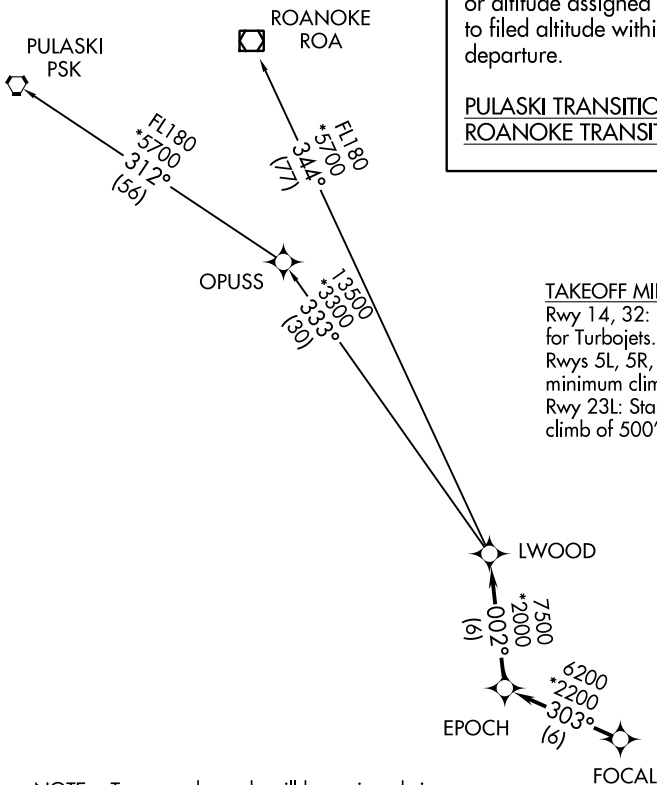 ROANOKE
ROA
PULASKI
PSK
or altitude assigned
to filed altitude withi
departure.
PULASKI TRANSITIO
ROANOKE TRANSIT
FL180
*5700
312°
(56)
FL180
*5700
344°
(77)
OPUSS
13500
*3300
333°
(30)
TAKEOFF MI
Rwy 14, 32:
for Turbojets.
Rwys 5L, 5R,
minimum clim
Rwy 23L: Sta
climb of 500'
LWOOD
7500
*2000
002°
(6)
6200
*2200
303°
(6)
EPOCH
FOCAL